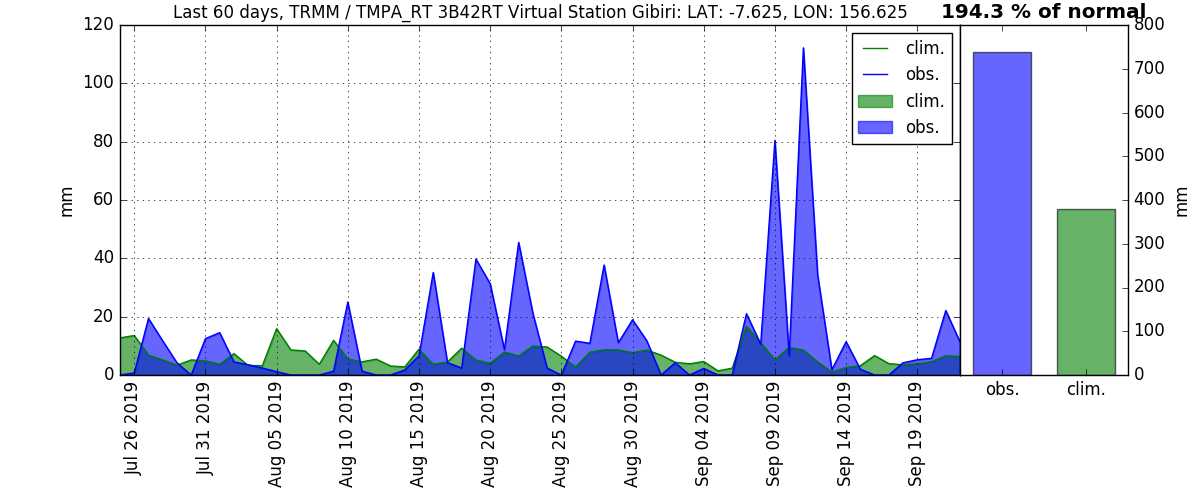 Last 60 days, TRMM / TMPA_RT 3B42RT Virtual Station Gibiri: LAT: -7.625, LON: 156.625
194.3 % of normal
120
100
80
60
40
20
0
mm
clim.
obs.
clim.
obs.
Jul 26 2019
Jul 31 2019
Aug 05 2019
Aug 10 2019
Aug 15 2019
Aug 20 2019
Aug 25 2019
Aug 30 2019
Sep 04 2019
Sep 09 2019
Sep 14 2019
Sep 19 2019
800
700
600
500
400
300
200
100
0
mm
obs.
clim.